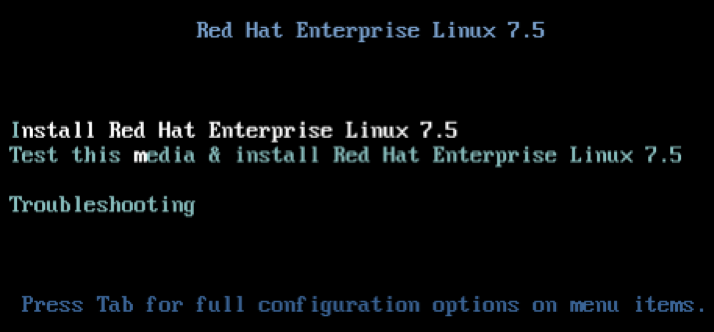 Red Hat Enterprise Linux 7.5
Install Red Hat Enterprise Linux 7.5
Test this media & install Red Hat Enterprise Linux 7.5
Troubleshooting
Press Tab for full configuration options on menu items.